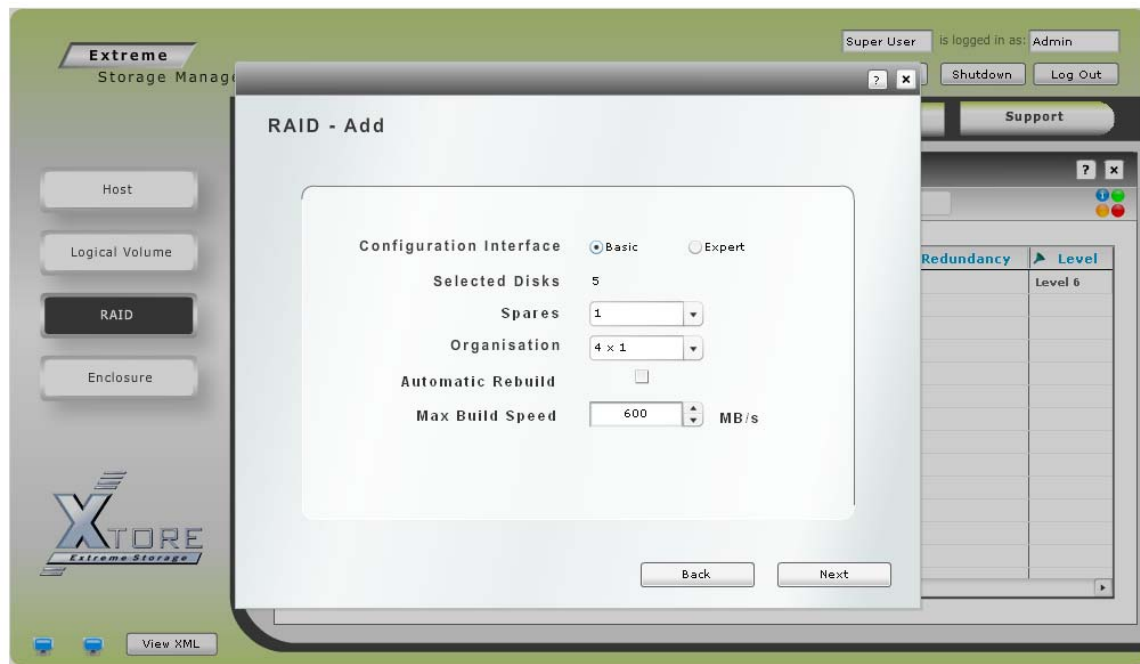 Extreme
Storage Manag
Super User is logged in as: Admin
Shutdown Log Out
Support
? ×
RAID - Add
Host
Logical Volume
RAID
Enclosure
Configuration Interface Basic Expert
Selected Disks 5
Spares 1
Organisation 4 x 1
Automatic Rebuild
Max Build Speed 600 MB/s
Back Next
? ×
Redundancy Level
Level 6
XTORE
Extreme Storage
View XML